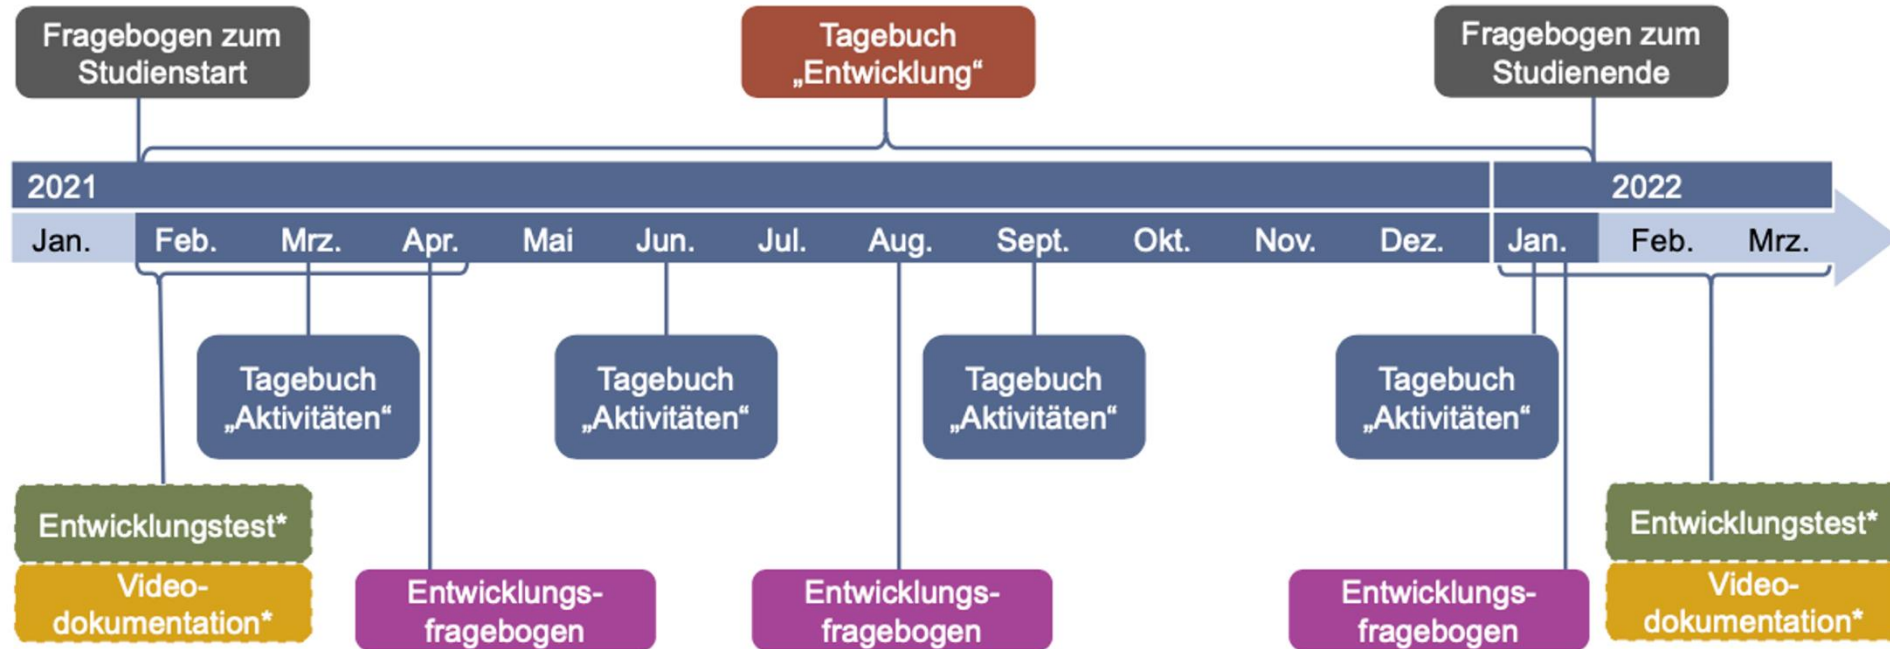 Fragebogen zum
Studienstart
Tagebuch
„Entwicklung“
Fragebogen zum
Studienende
2021
2022
Jan. Feb. Mrz. Apr. Mai Jun. Jul. Aug. Sept. Okt. Nov. Dez. Jan. Feb. Mrz.
Tagebuch
„Aktivitäten“
Tagebuch
„Aktivitäten“
Tagebuch
„Aktivitäten“
Tagebuch
„Aktivitäten“
Entwicklungstest*
Video-
dokumentation*
Entwicklungs-
fragebogen
Entwicklungs-
fragebogen
Entwicklungs-
fragebogen
Entwicklungstest*
Video-
dokumentation*